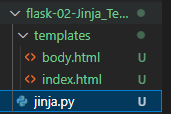 flask-02-Jinja_Te...
templates
<> body.html U
<> index.html U
jinja.py U